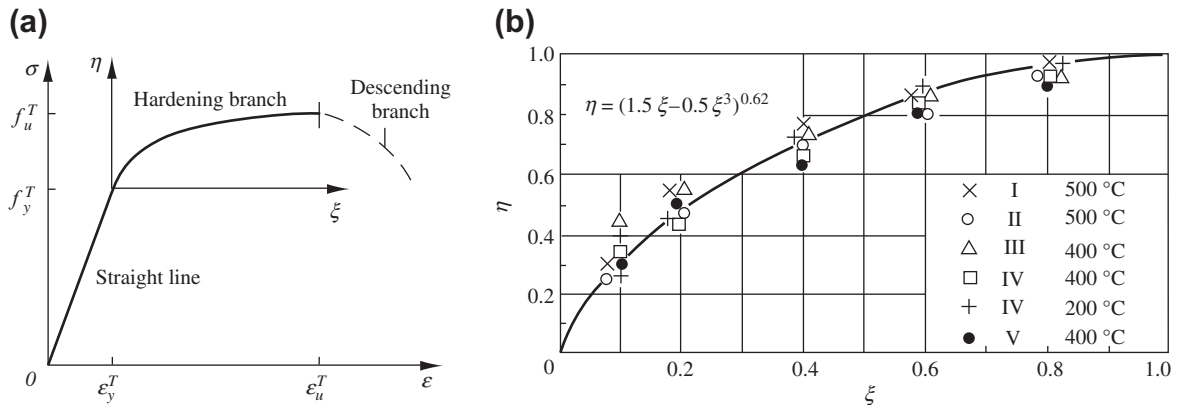 (a)
σ
η
Hardening branch
Descending
branch
f_u^T
f_y^T
ξ
Straight line
0
ε_y^T
ε_u^T
ε
(b)
1.0
η = (1.5 ξ–0.5 ξ³)^0.62
0.8
0.6
η
0.4
0.2
× I 500 °C
○ II 500 °C
△ III 400 °C
□ IV 400 °C
+ IV 200 °C
● V 400 °C
0
0.2
0.4
0.6
0.8
1.0
ξ